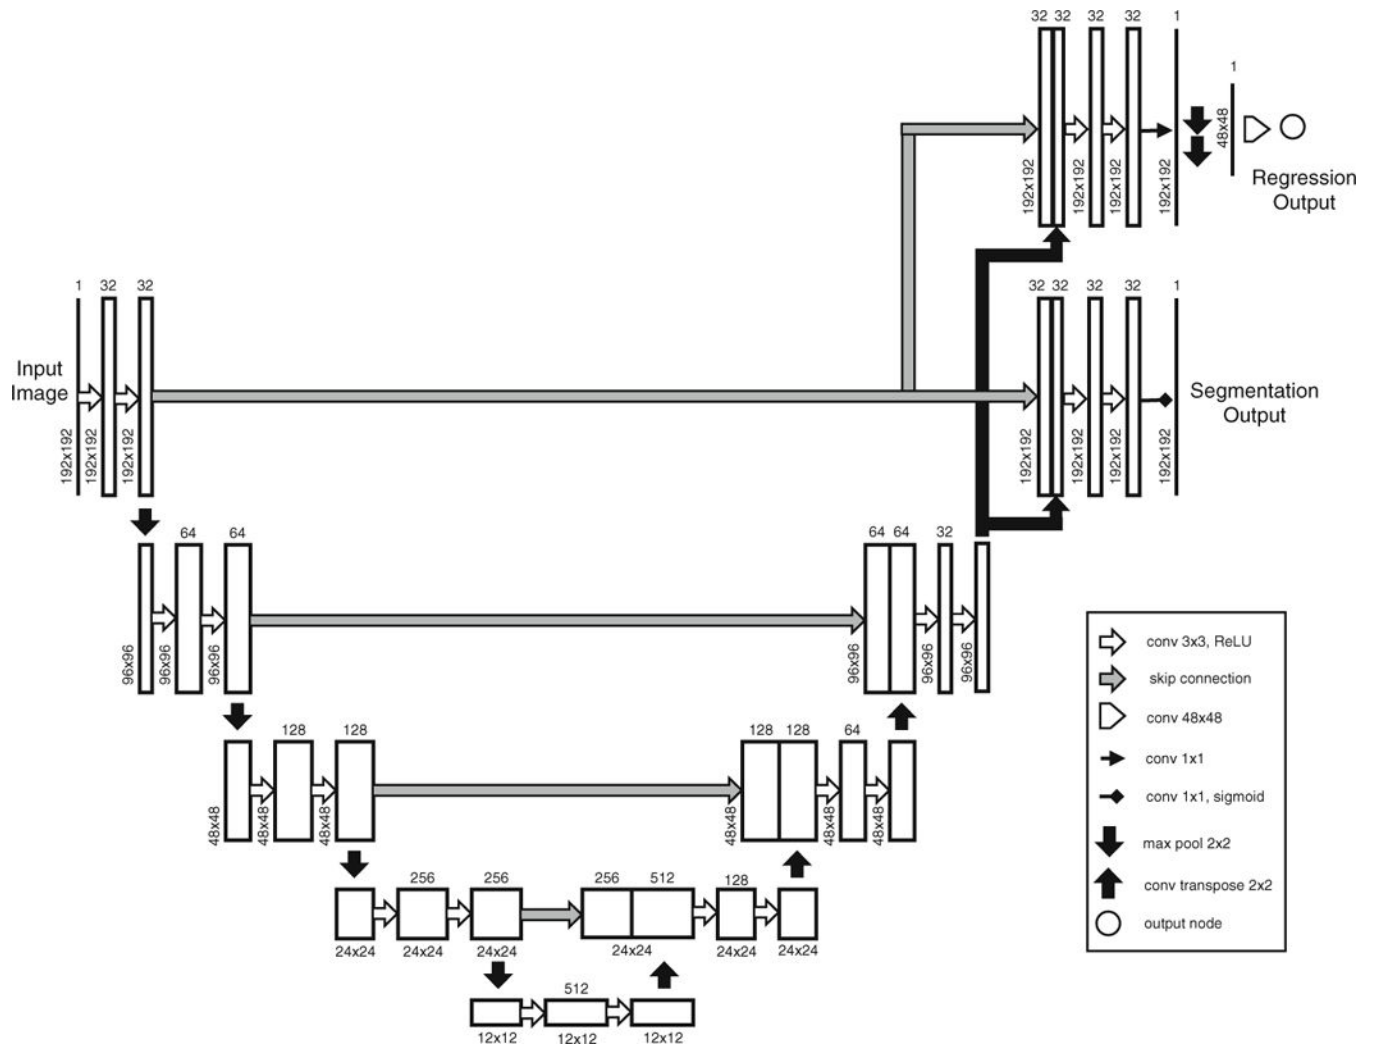 32 32 32 32 1
1
192x192 192x192 192x192 192x192 48x48
Regression
Output
1 32 32
32 32 32 32 1
Input
Image
Segmentation
Output
192x192 192x192 192x192
192x192 192x192 192x192 192x192
64 64
64 64 32
96x96 96x96 96x96
96x96 96x96 96x96
128 128
128 128 64
48x48 48x48 48x48
48x48 48x48 48x48
256 256 256 512 128
24x24 24x24 24x24 24x24 24x24 24x24
512
12x12 12x12 12x12
conv 3x3, ReLU
skip connection
conv 48x48
conv 1x1
conv 1x1, sigmoid
max pool 2x2
conv transpose 2x2
output node